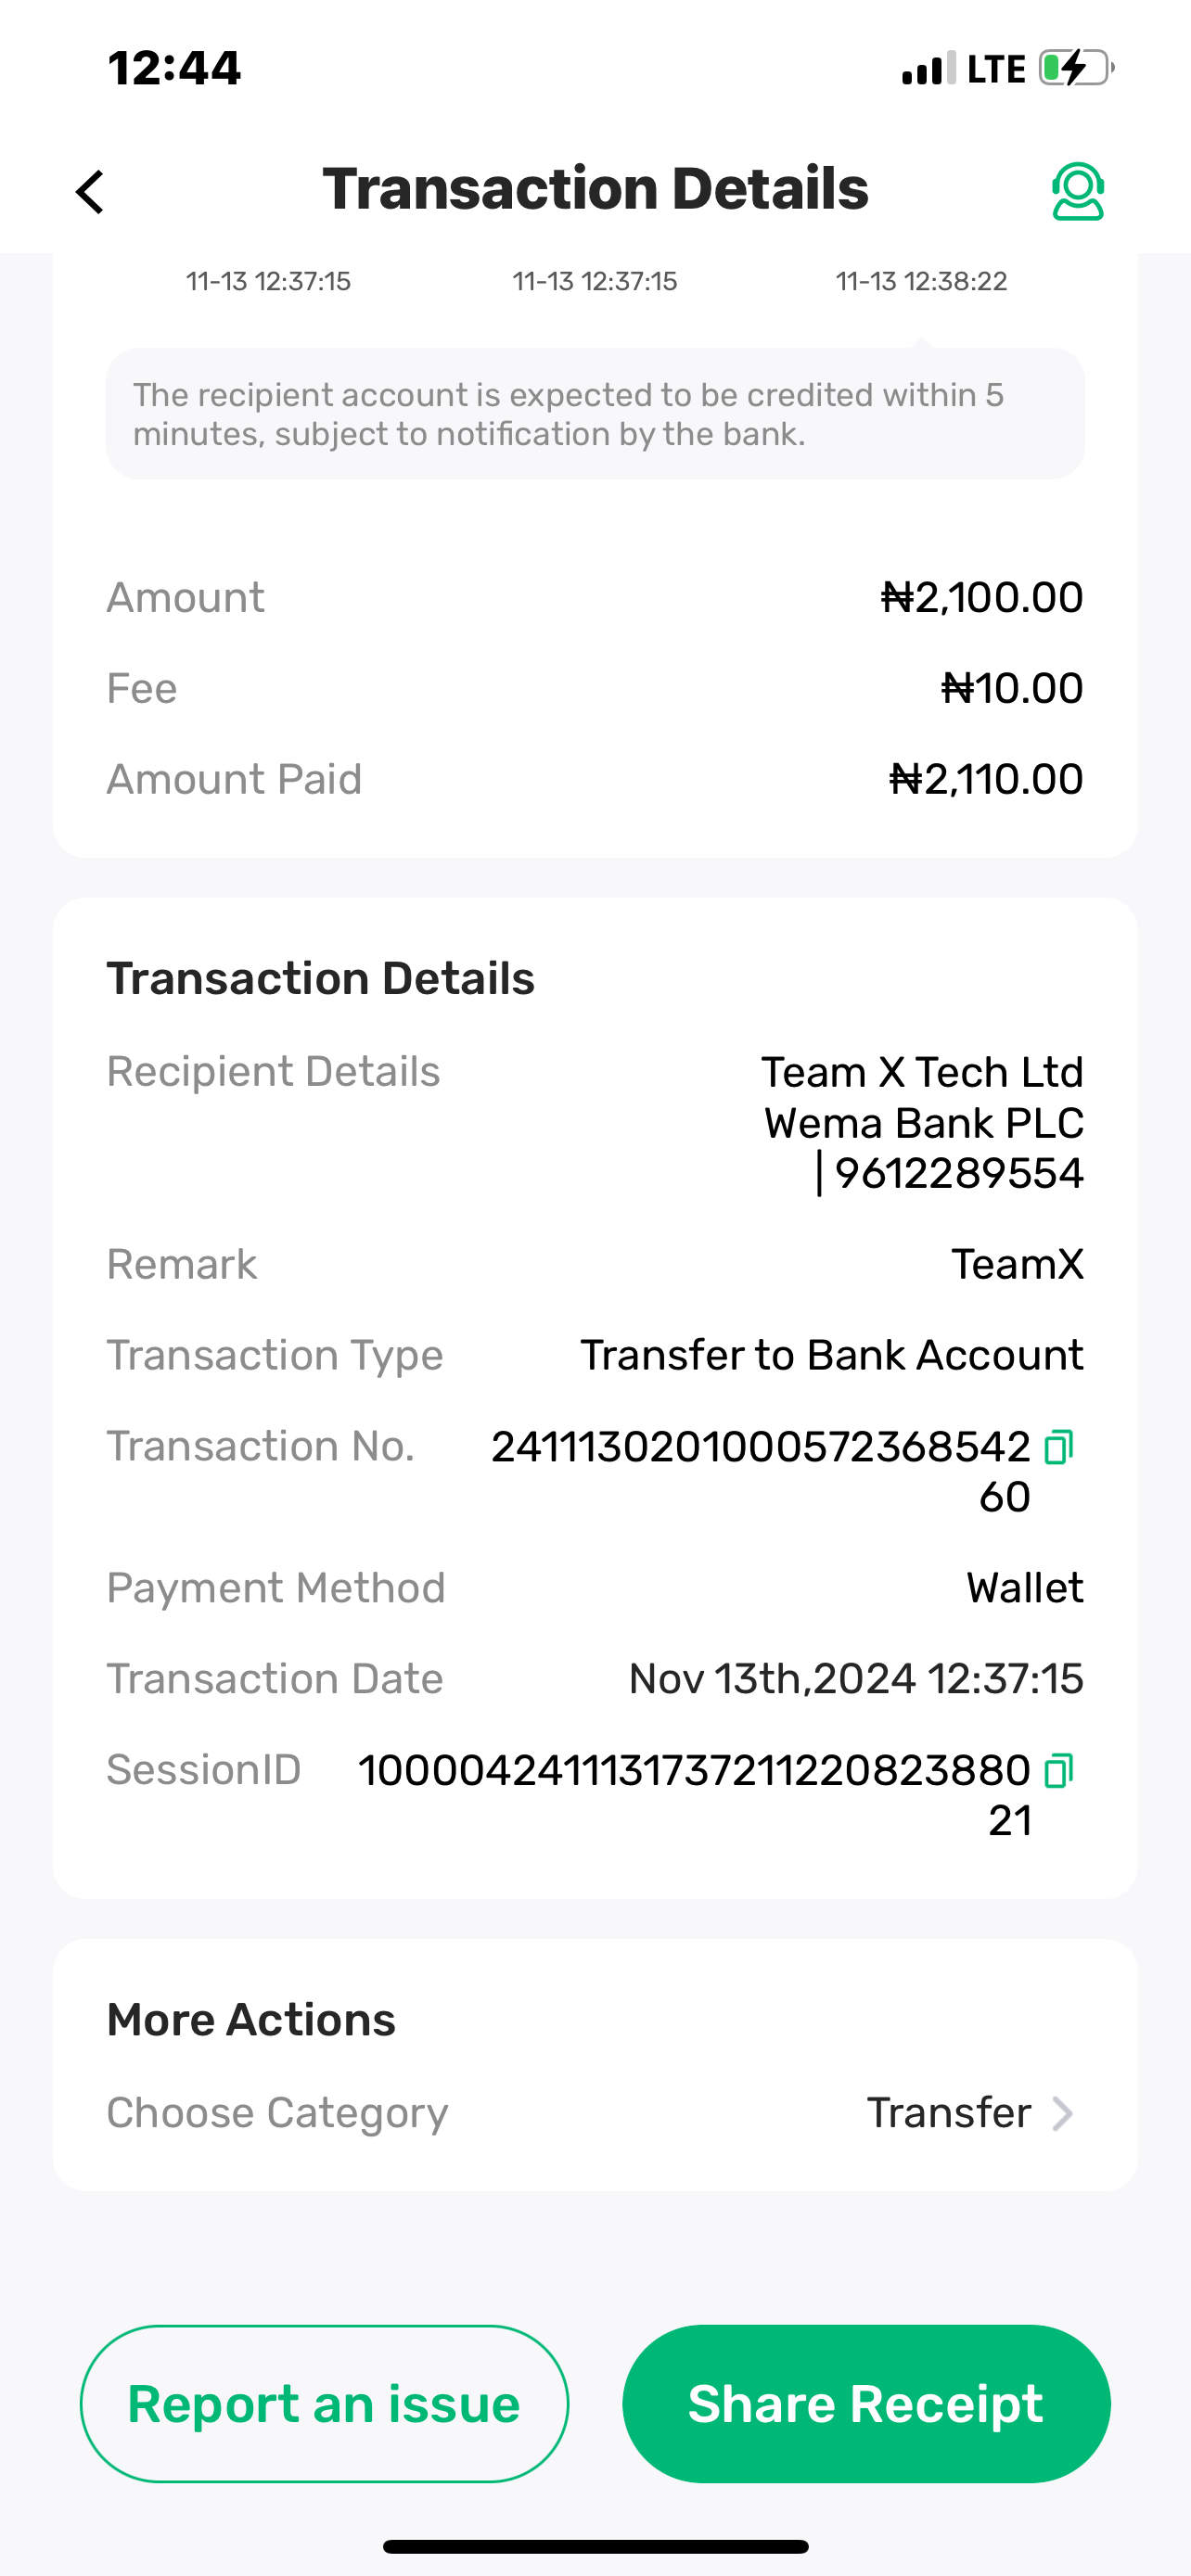 12:44 LTE
Transaction Details
11-13 12:37:15 11-13 12:37:15 11-13 12:38:22
The recipient account is expected to be credited within 5
minutes, subject to notification by the bank.
Amount ₦2,100.00
Fee ₦10.00
Amount Paid ₦2,110.00
Transaction Details
Recipient Details Team X Tech Ltd
Wema Bank PLC
| 9612289554
Remark TeamX
Transaction Type Transfer to Bank Account
Transaction No. 2411130201000572368542
60
Payment Method Wallet
Transaction Date Nov 13th,2024 12:37:15
SessionID 1000042411131737211220823880
21
More Actions
Choose Category Transfer
Report an issue Share Receipt